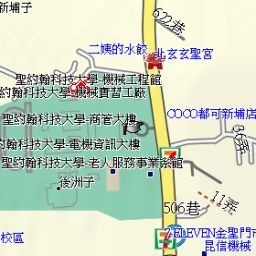 新埔子
622巷
二姨的水餃
北玄玄聖宮
聖約翰科技大學-機械工程館
約翰科技大學-機械實習工廠
COCO都可新埔店
聖約翰科技大學-商管大樓
聖約翰科技大學-電機資訊大樓
聖約翰科技大學-老人服務事業系館
後洲子
11弄
506巷
校區
7-ELEVEN金聖門市
昆信機械